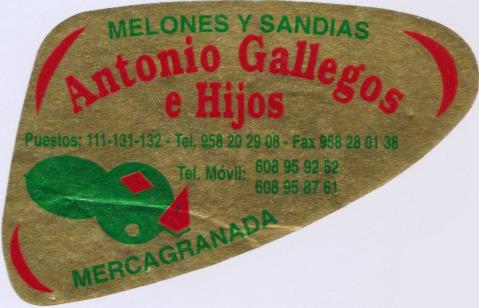 MELONES Y SANDIAS
Antonio Gallegos
e Hijos
Puestos: 111-131-132 - Tel. 958 20 29 08 - Fax 958 28 01 38
Tel. Móvil: 608 95 92 52
608 95 87 61
MERCAGRANADA